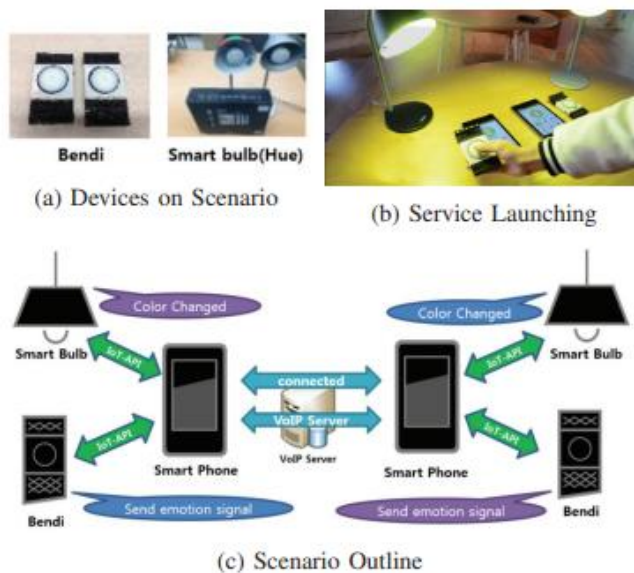 Bendi
Smart bulb(Hue)
(a) Devices on Scenario
(b) Service Launching
Color Changed
Color Changed
Smart Bulb
Smart Bulb
IoT-API
IoT-API
connected
VoIP Server
VoIP Server
IoT-API
IoT-API
Smart Phone
Smart Phone
Bendi
Send emotion signal
Send emotion signal
Bendi
(c) Scenario Outline